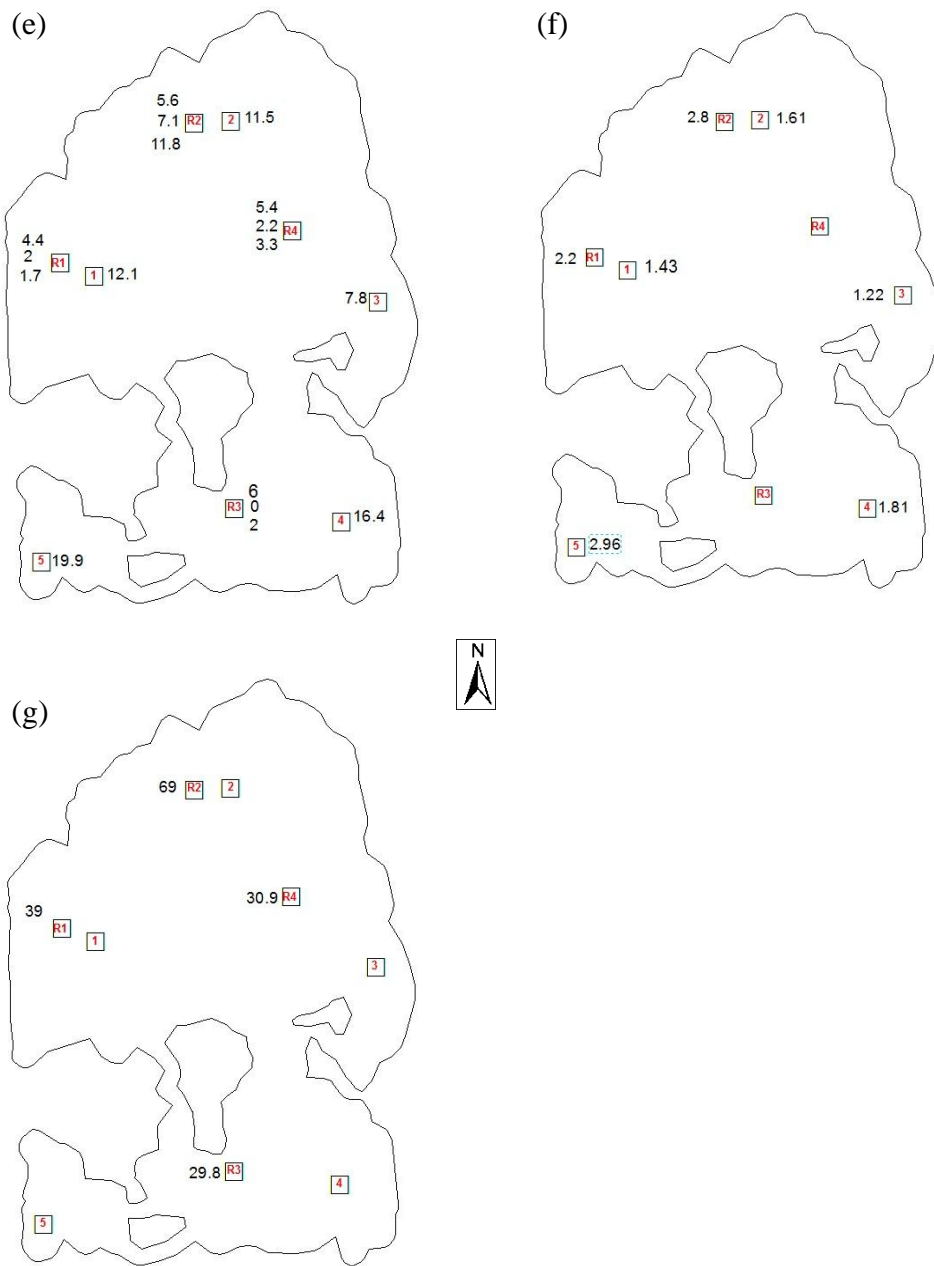 (e)
5.6
7.1 R2 2 11.5
11.8
5.4
2.2 R4
3.3
4.4
2 R1
1.7 1 12.1
7.8 3
6
R3 0
2
4 16.4
5 19.9
(f)
2.8 R2 2 1.61
R4
2.2 R1
1 1.43
1.22 3
R3
4 1.81
5 2.96
N
(g)
69 R2 2
30.9 R4
39 R1
1
3
29.8 R3
4
5